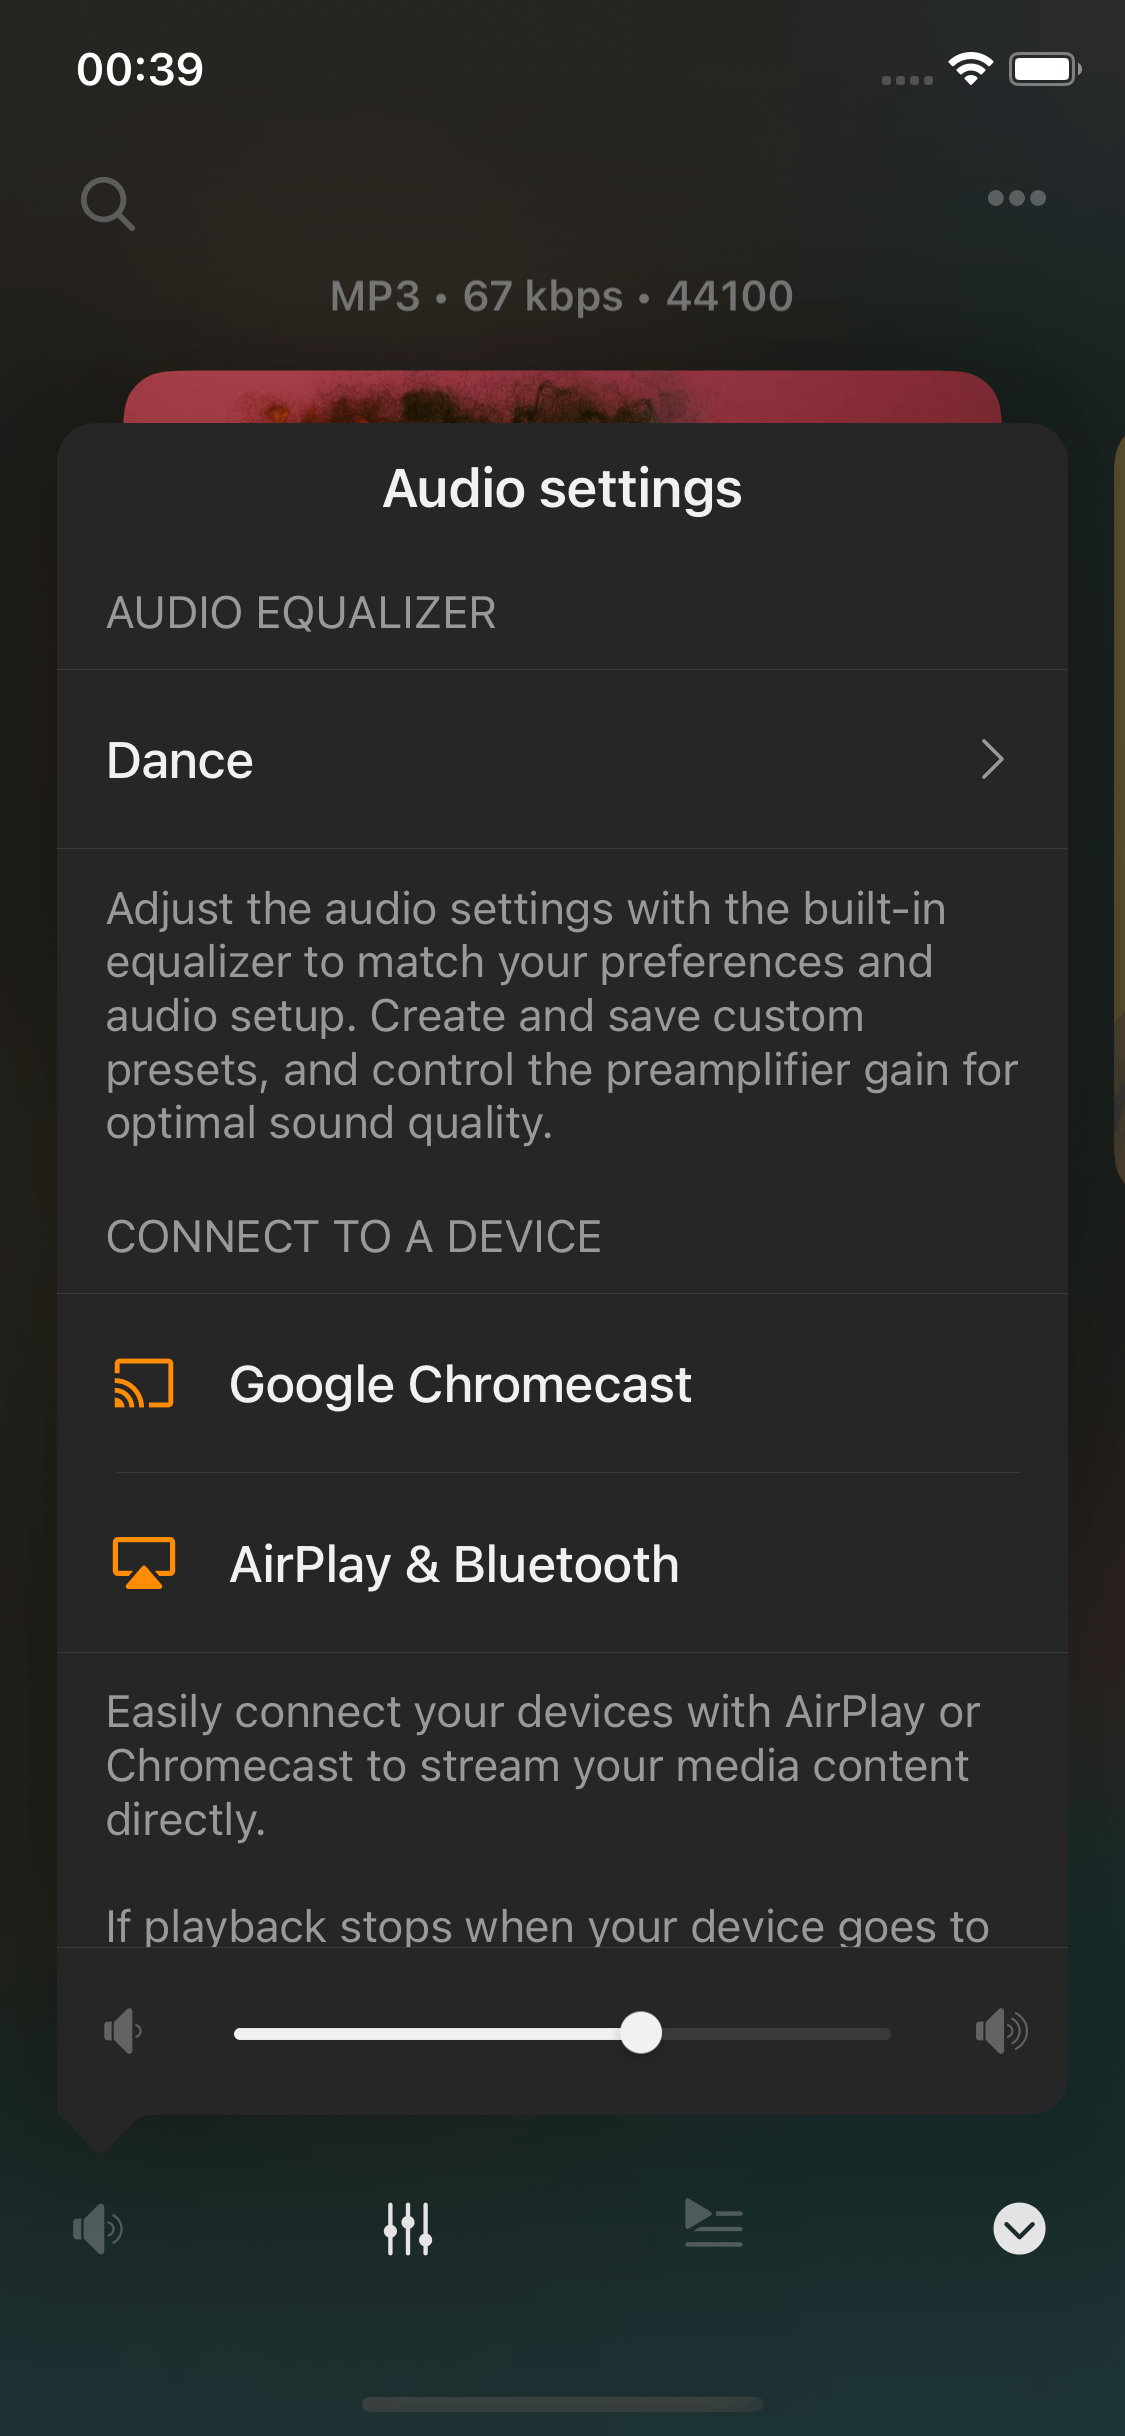 00:39
MP3 • 67 kbps • 44100
Audio settings
AUDIO EQUALIZER
Dance
Adjust the audio settings with the built-in
equalizer to match your preferences and
audio setup. Create and save custom
presets, and control the preamplifier gain for
optimal sound quality.
CONNECT TO A DEVICE
Google Chromecast
AirPlay & Bluetooth
Easily connect your devices with AirPlay or
Chromecast to stream your media content
directly.
If playback stops when your device goes to